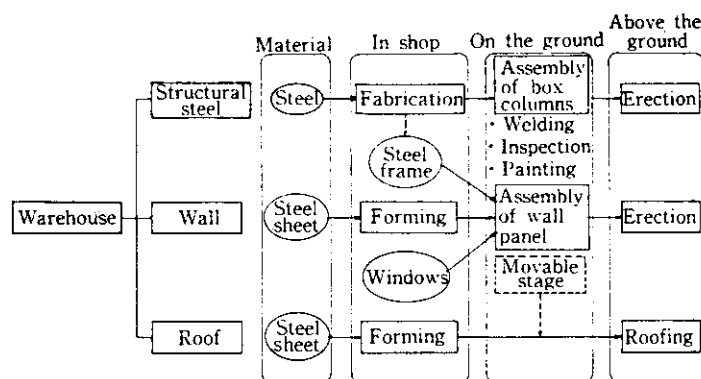 Above the
Material
In shop
On the ground
ground
Structural
steel
Steel
Fabrication
Assembly
of box
columns
Erection
· Welding
· Inspection
· Painting
Steel
frame
Warehouse
Wall
Steel
sheet
Forming
Assembly
of wall
panel
Erection
Windows
Movable
stage
Roof
Steel
sheet
Forming
Roofing